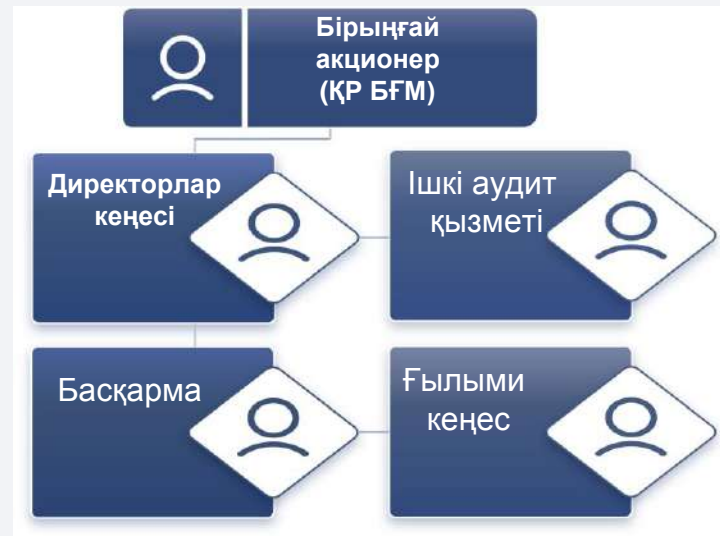 Бірыңғай
акционер
(ҚР БҒМ)
Директорлар
кеңесі
Ішкі аудит
қызметі
Басқарма
Ғылыми
кеңес